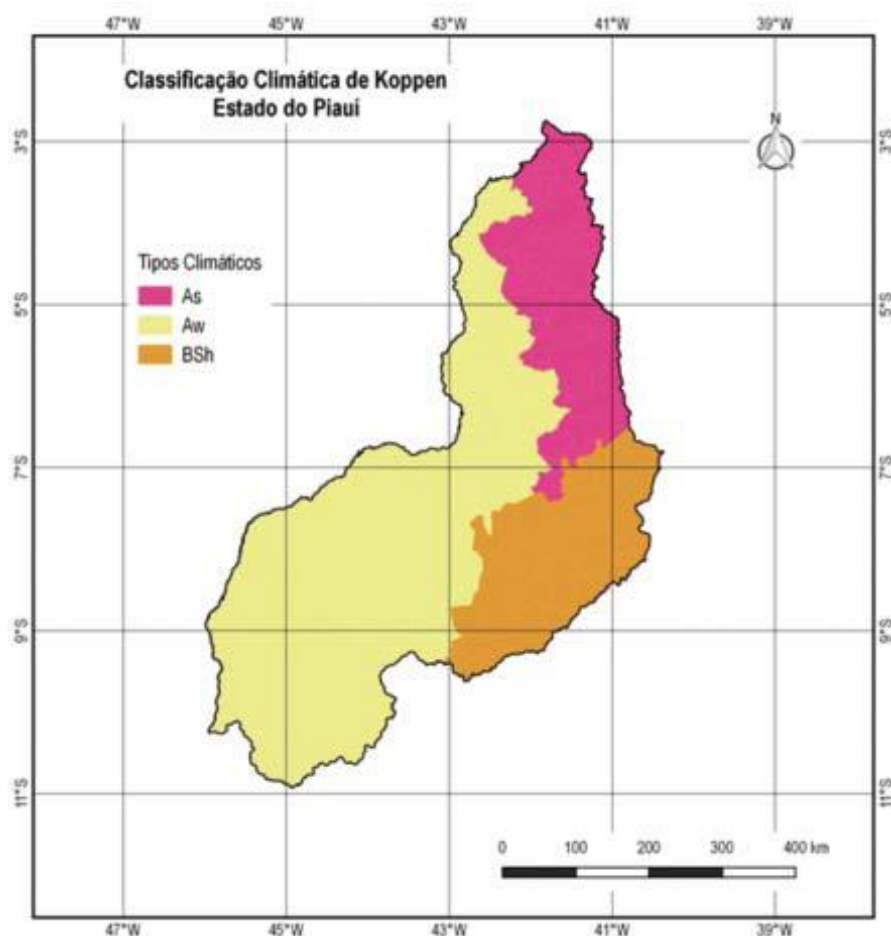 47°W 45°W 43°W 41°W 39°W
Classificação Climática de Koppen
Estado do Piauí
N
3°S 3°S
Tipos Climáticos
As
Aw
BSh
5°S 5°S
7°S 7°S
9°S 9°S
11°S 11°S
0 100 200 300 400 km
47°W 45°W 43°W 41°W 39°W